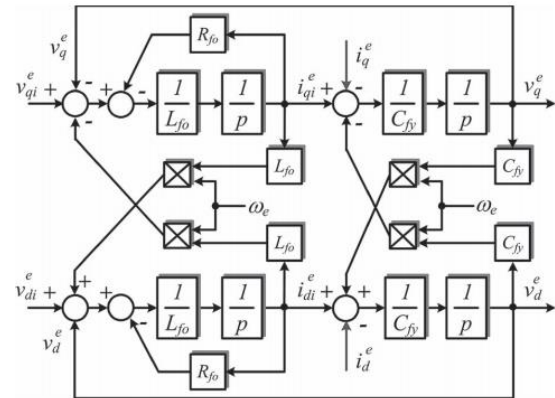 R_fo
v_q^e
i_q^e
v_qi^e + - + - 1/L_fo 1/p i_qi^e + - - 1/C_fy 1/p v_q^e
-
L_fo C_fy
ω_e ω_e
L_fo C_fy
+
v_di^e + + - 1/L_fo 1/p i_di^e + + - 1/C_fy 1/p v_d^e
-
v_d^e
R_fo
i_d^e